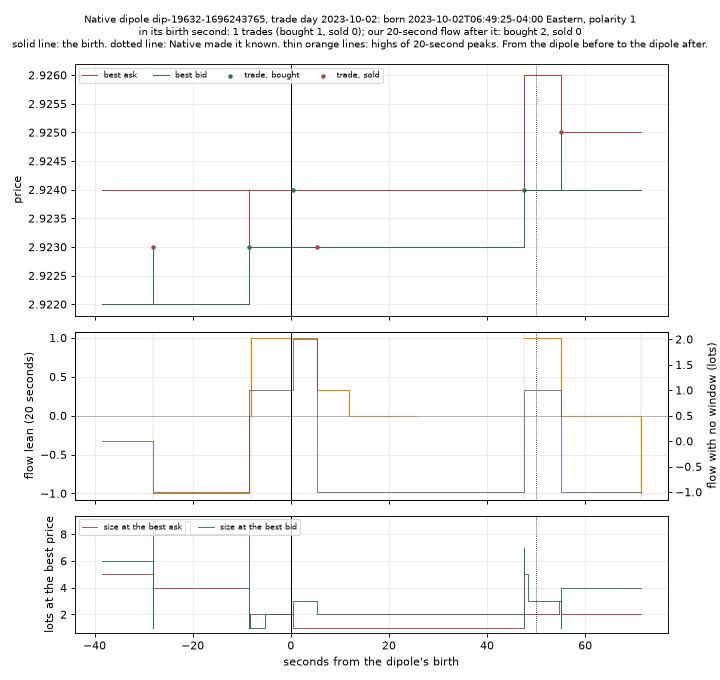 Native dipole dip-19632-1696243765, trade day 2023-10-02: born 2023-10-02T06:49:25-04:00 Eastern, polarity 1
in its birth second: 1 trades (bought 1, sold 0); our 20-second flow after it: bought 2, sold 0
solid line: the birth. dotted line: Native made it known. thin orange lines: highs of 20-second peaks. From the dipole before to the dipole after.
best ask best bid trade, bought trade, sold
2.9260
2.9255
2.9250
2.9245
2.9240
2.9235
2.9230
2.9225
2.9220
price
1.0
0.5
0.0
−0.5
−1.0
flow lean (20 seconds)
2.0
1.5
1.0
0.5
0.0
−0.5
−1.0
flow with no window (lots)
size at the best ask size at the best bid
8
6
4
2
lots at the best price
−40 −20 0 20 40 60
seconds from the dipole's birth